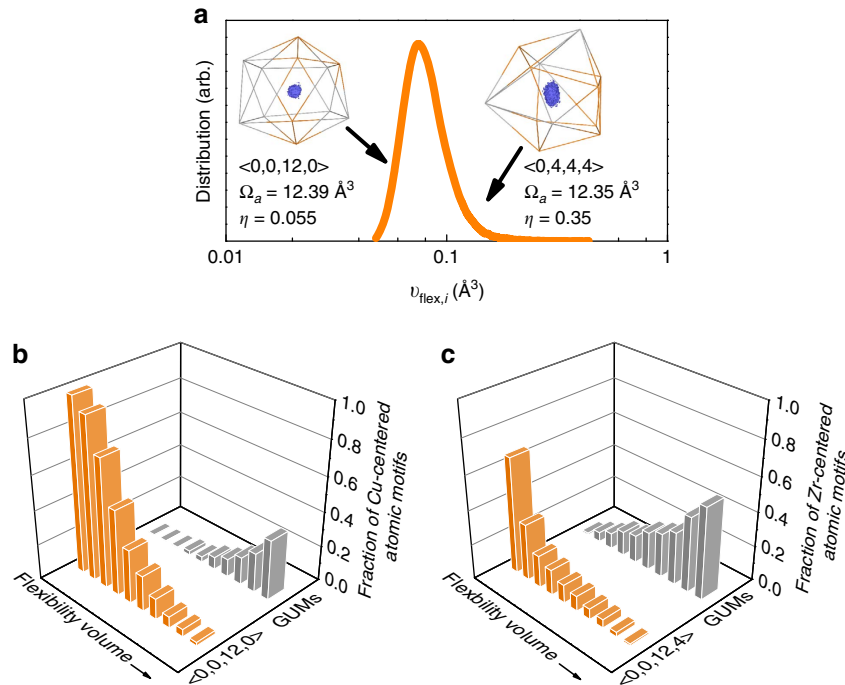 a
Distribution (arb.)
<0,0,12,0>
Ωa = 12.39 Å^3
η = 0.055
<0,4,4,4>
Ωa = 12.35 Å^3
η = 0.35
0.01
0.1
1
υflex,i (Å^3)
b
1.0
0.8
0.6
0.4
0.2
0.0
Fraction of Cu-centered
atomic motifs
Flexibility volume →
<0,0,12,0>
GUMs
c
1.0
0.8
0.6
0.4
0.2
0.0
Fraction of Zr-centered
atomic motifs
Flexibility volume →
<0,0,12,4>
GUMs